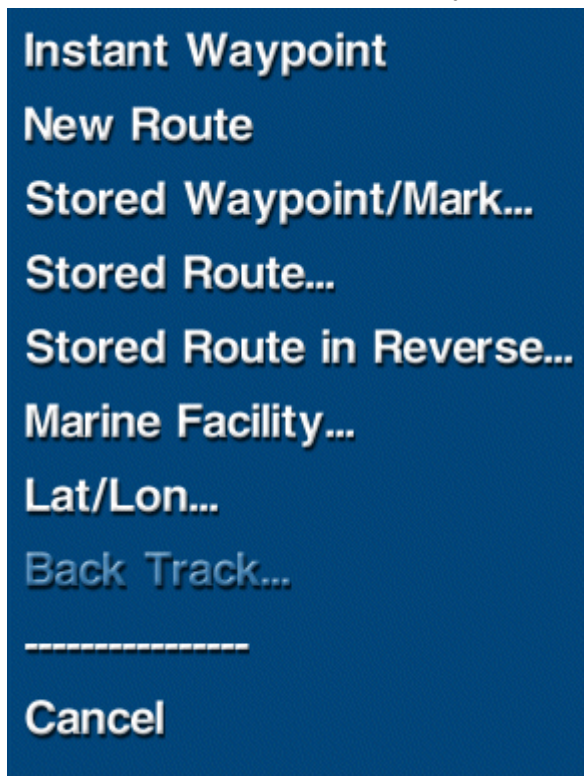 Instant Waypoint
New Route
Stored Waypoint/Mark...
Stored Route...
Stored Route in Reverse...
Marine Facility...
Lat/Lon...
Back Track...
----------------
Cancel